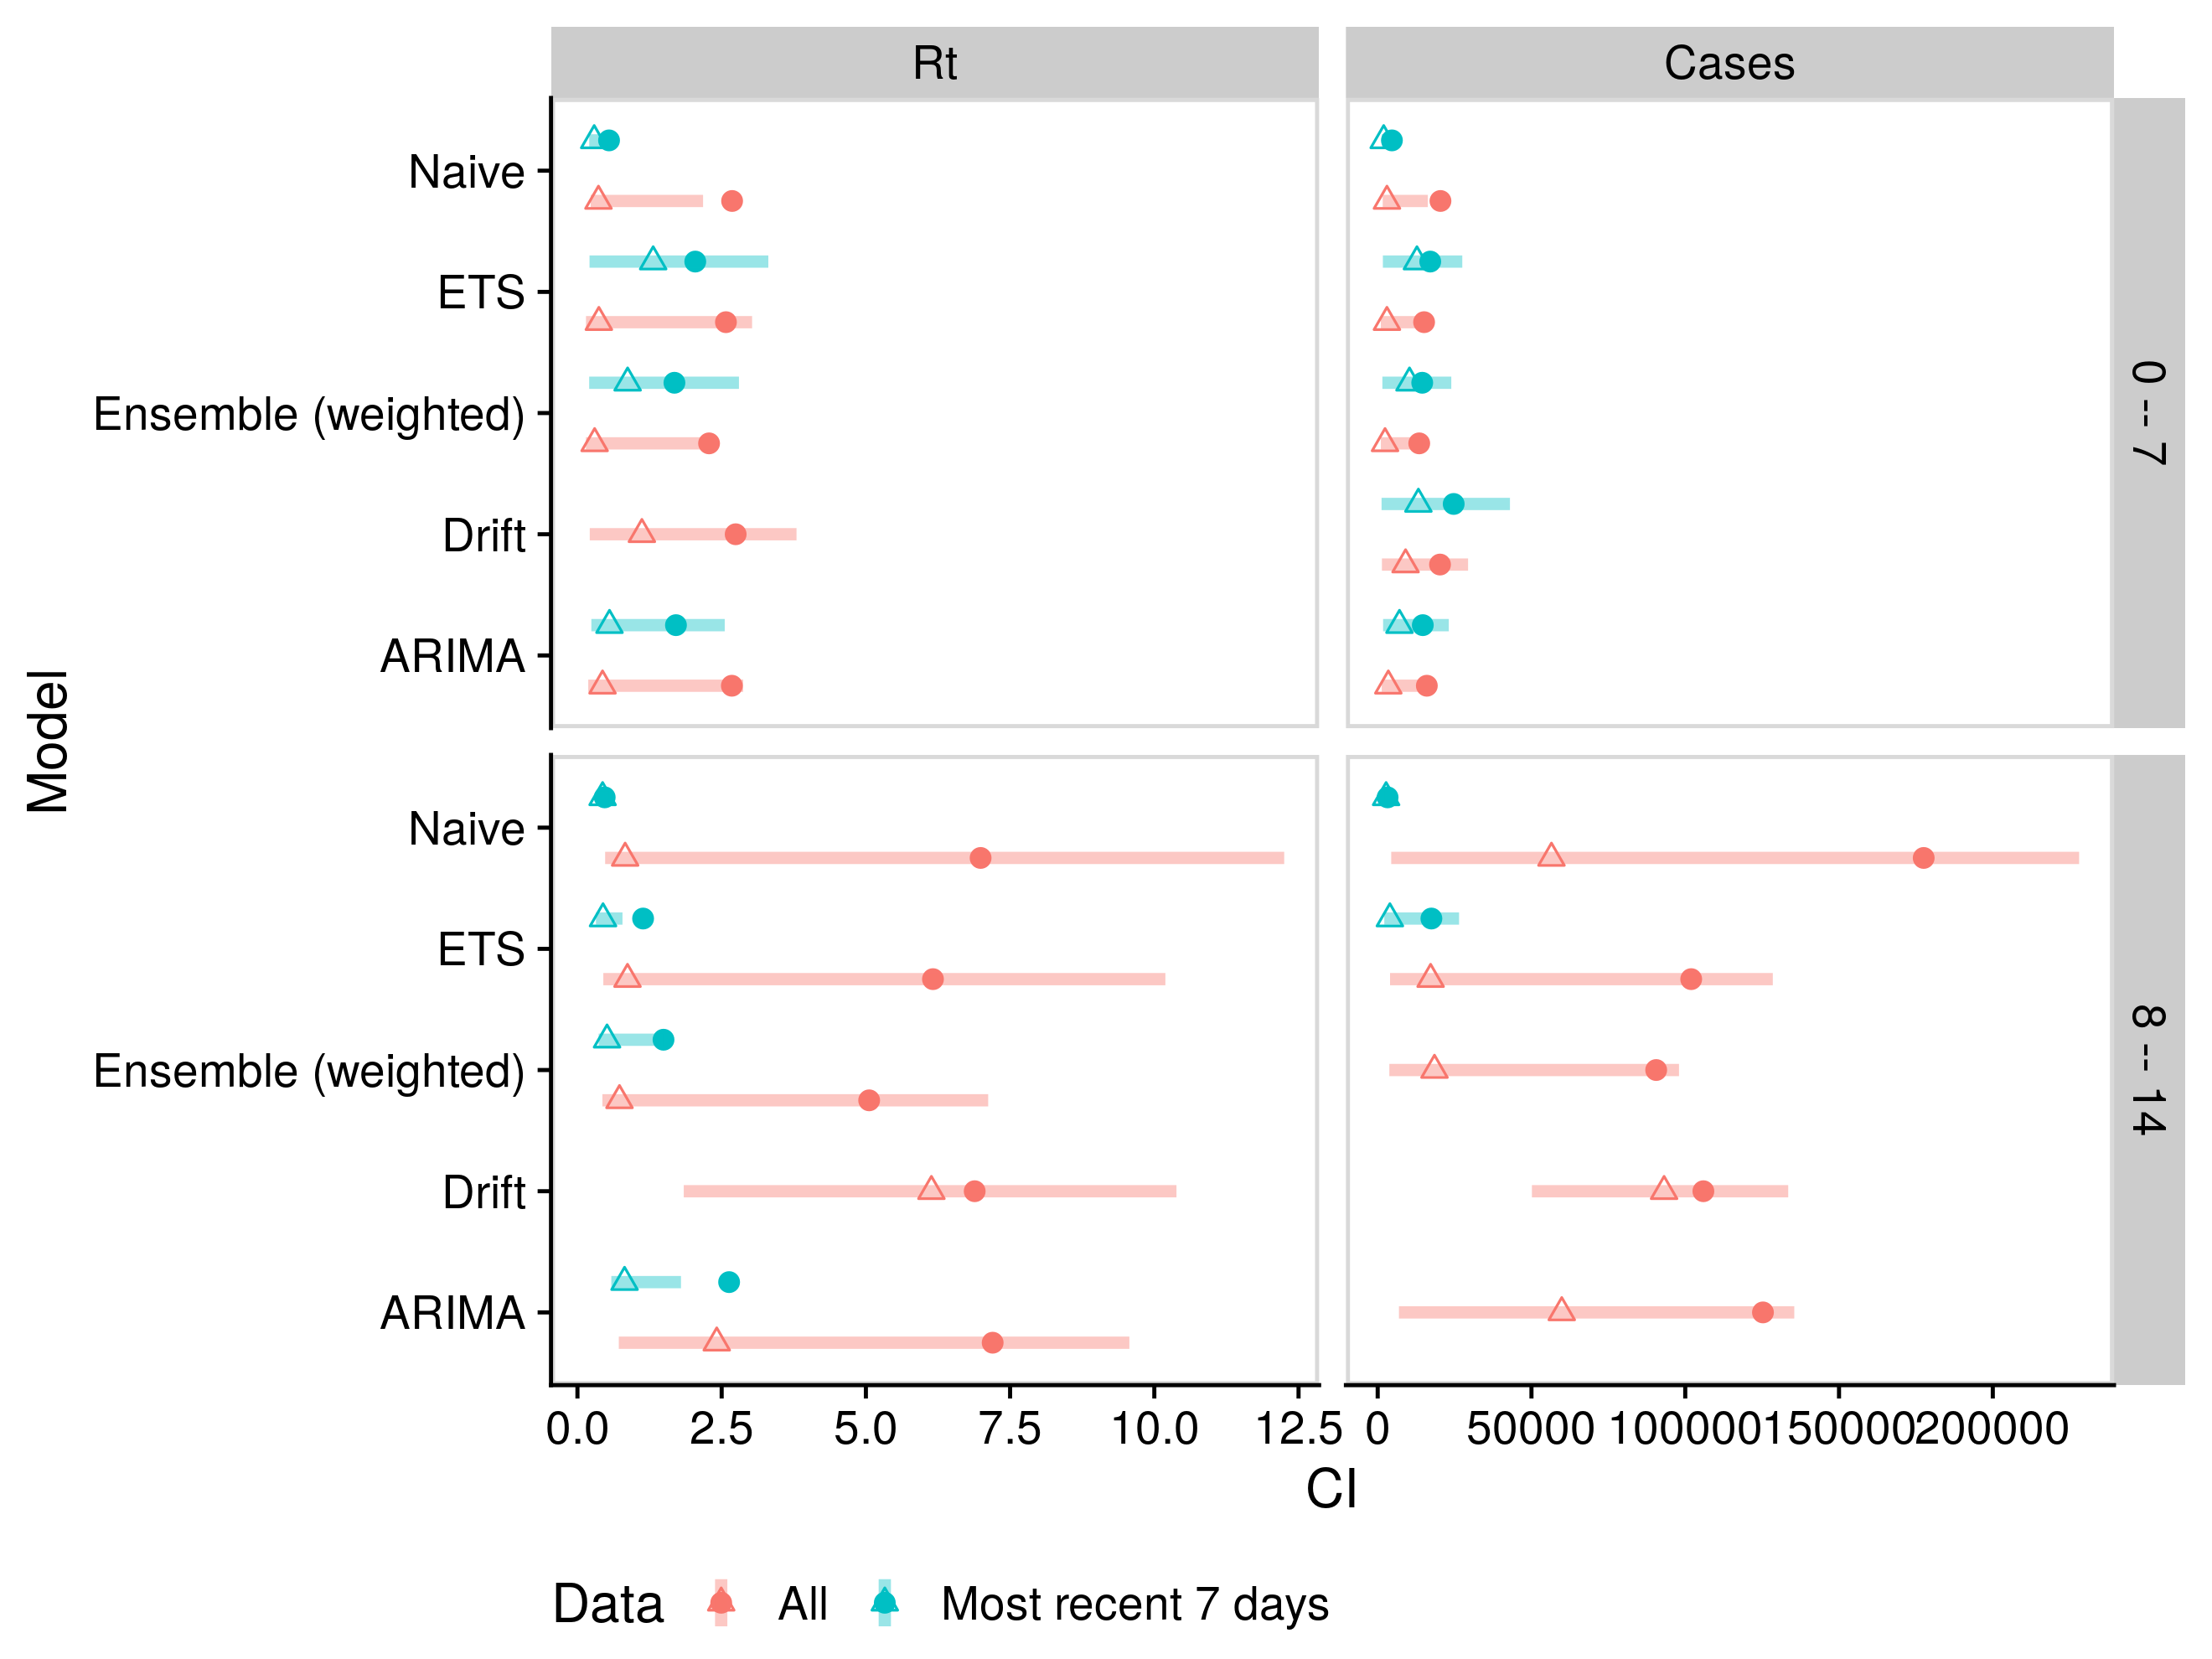 Rt
Cases
Naive
ETS
Ensemble (weighted)
Drift
ARIMA
0 -- 7
Model
Naive
ETS
Ensemble (weighted)
Drift
ARIMA
8 -- 14
0.0 2.5 5.0 7.5 10.0 12.5
0 50000 100000 150000 200000
CI
Data All Most recent 7 days